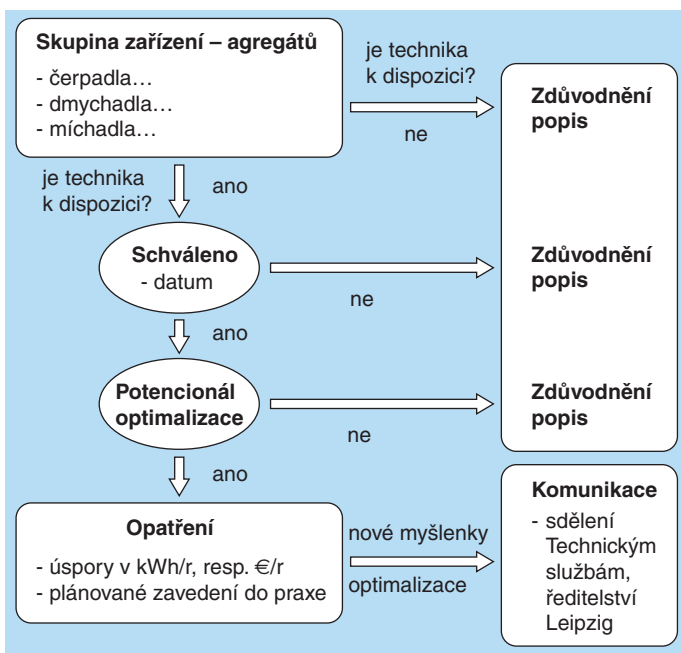 Skupina zařízení – agregátů
- čerpadla…
- dmychadla…
- míchadla…
je technika
k dispozici?
ne
Zdůvodnění
popis
je technika
k dispozici?
ano
Schváleno
- datum
ne
Zdůvodnění
popis
ano
Potencionál
optimalizace
ne
Zdůvodnění
popis
ano
Opatření
- úspory v kWh/r, resp. €/r
- plánované zavedení do praxe
nové myšlenky
optimalizace
Komunikace
- sdělení
Technickým
službám,
ředitelství
Leipzig